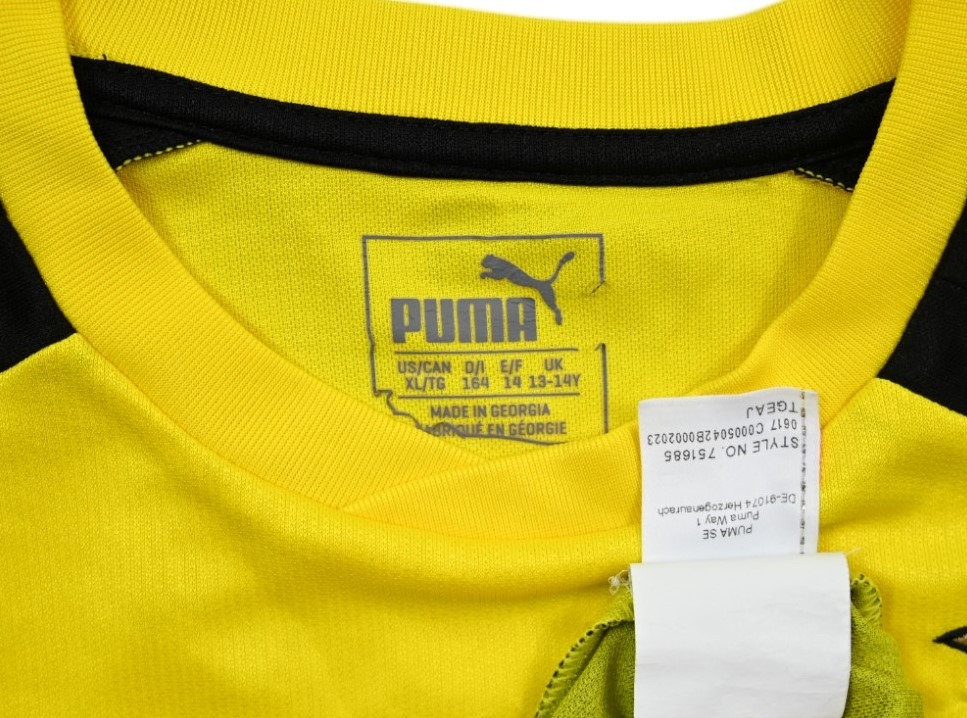 PUMA
US/CAN D/I E/F UK
XL/TG 164 14 13-14Y
MADE IN GEORGIA
FABRIQUÉ EN GÉORGIE
PUMA SE
Puma Way 1
DE-91074 Herzogenaurach
STYLE NO. 751685
0617 C0005042B0002023
TGEAJ